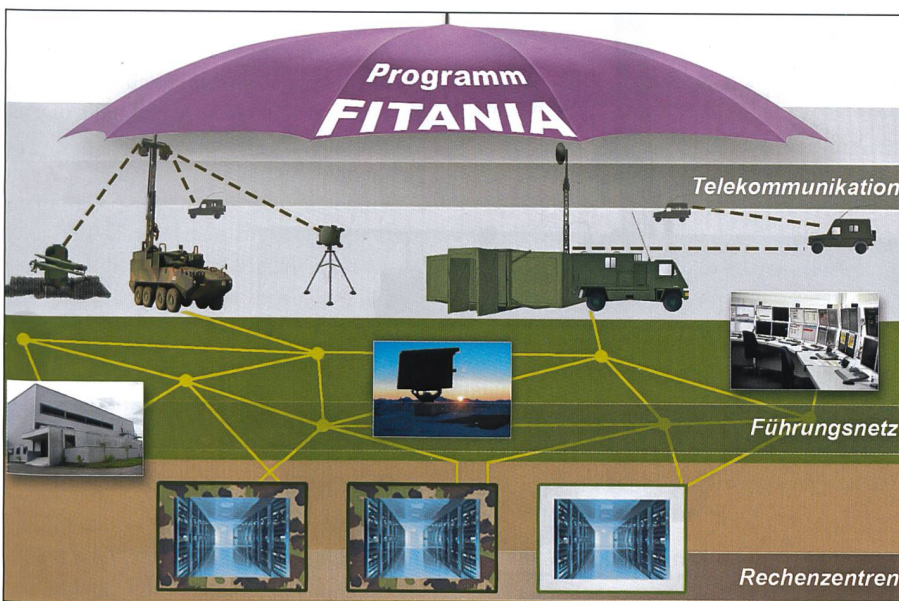 Programm
FITANIA
Telekommunikation
Führungsnetz
Rechenzentren